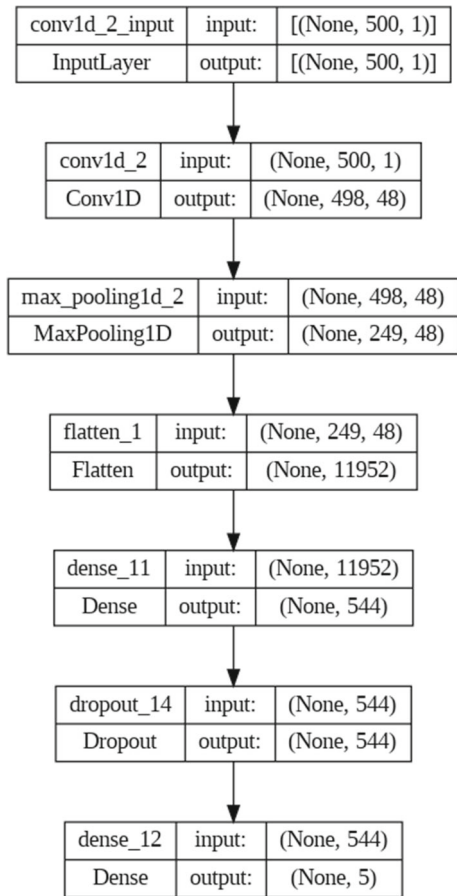 conv1d_2_input input: [(None, 500, 1)]
InputLayer output: [(None, 500, 1)]
conv1d_2 input: (None, 500, 1)
Conv1D output: (None, 498, 48)
max_pooling1d_2 input: (None, 498, 48)
MaxPooling1D output: (None, 249, 48)
flatten_1 input: (None, 249, 48)
Flatten output: (None, 11952)
dense_11 input: (None, 11952)
Dense output: (None, 544)
dropout_14 input: (None, 544)
Dropout output: (None, 544)
dense_12 input: (None, 544)
Dense output: (None, 5)